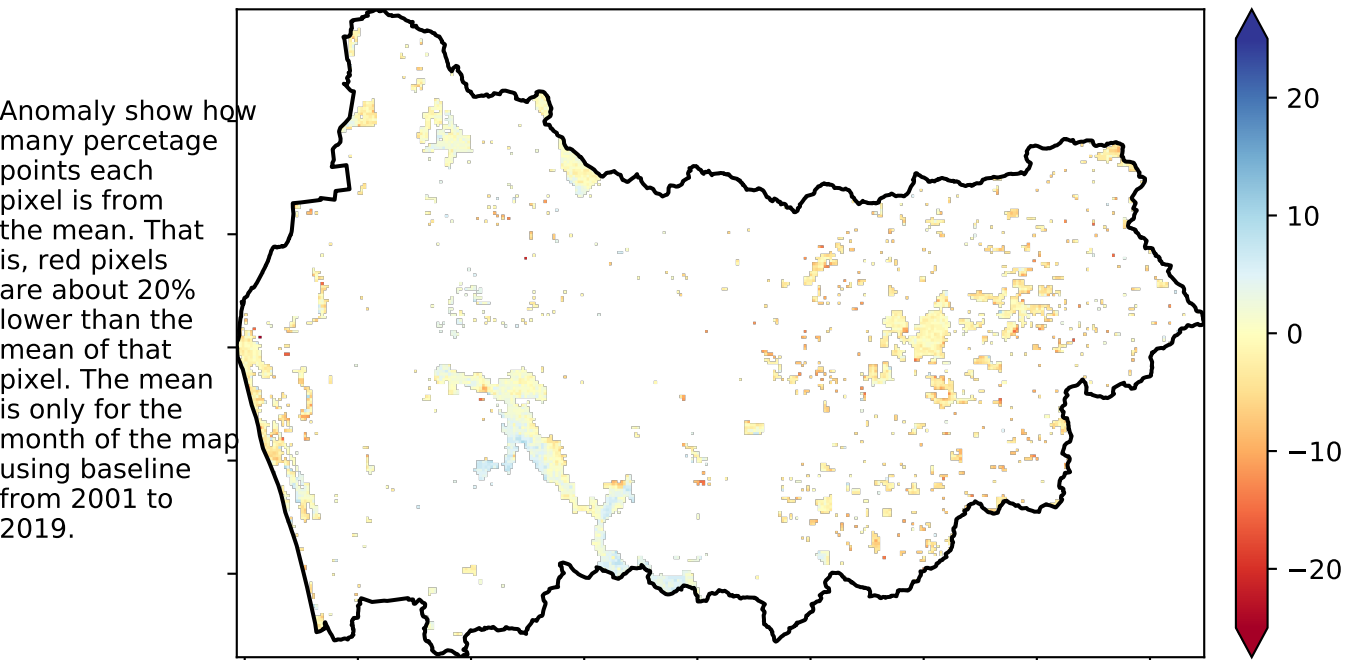 Anomaly show how
many percetage
points each
pixel is from
the mean. That
is, red pixels
are about 20%
lower than the
mean of that
pixel. The mean
is only for the
month of the map
using baseline
from 2001 to
2019.
20
10
0
−10
−20